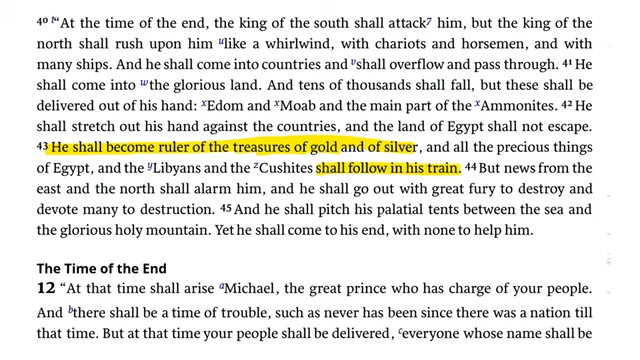 40 t“At the time of the end, the king of the south shall attack7 him, but the king of the
north shall rush upon him ulike a whirlwind, with chariots and horsemen, and with
many ships. And he shall come into countries and vshall overflow and pass through. 41 He
shall come into wthe glorious land. And tens of thousands shall fall, but these shall be
delivered out of his hand: xEdom and xMoab and the main part of the xAmmonites. 42 He
shall stretch out his hand against the countries, and the land of Egypt shall not escape.
43 He shall become ruler of the treasures of gold and of silver, and all the precious things
of Egypt, and the yLibyans and the zCushites shall follow in his train. 44 But news from the
east and the north shall alarm him, and he shall go out with great fury to destroy and
devote many to destruction. 45 And he shall pitch his palatial tents between the sea and
the glorious holy mountain. Yet he shall come to his end, with none to help him.
The Time of the End
12 “At that time shall arise aMichael, the great prince who has charge of your people.
And bthere shall be a time of trouble, such as never has been since there was a nation till
that time. But at that time your people shall be delivered, ceveryone whose name shall be